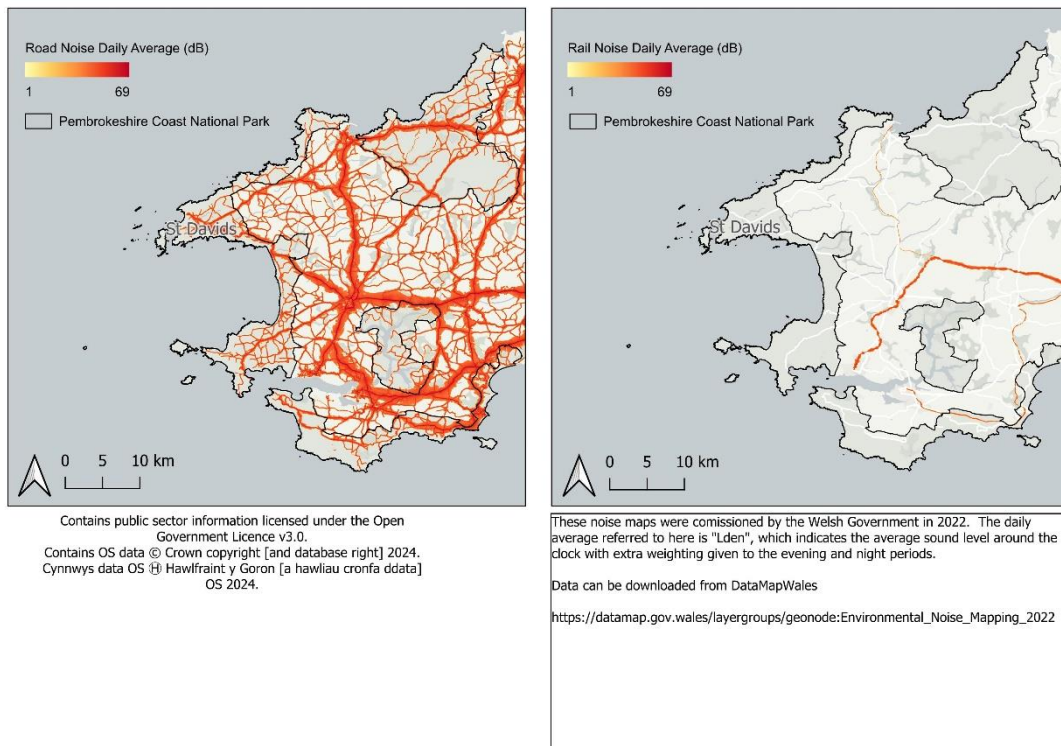 Road Noise Daily Average (dB)
1 69
Pembrokeshire Coast National Park
St Davids
0 5 10 km
Contains public sector information licensed under the Open
Government Licence v3.0.
Contains OS data © Crown copyright [and database right] 2024.
Cynnwys data OS Ⓗ Hawlfraint y Goron [a hawliau cronfa ddata]
OS 2024.
Rail Noise Daily Average (dB)
1 69
Pembrokeshire Coast National Park
St Davids
0 5 10 km
These noise maps were comissioned by the Welsh Government in 2022. The daily
average referred to here is "Lden", which indicates the average sound level around the
clock with extra weighting given to the evening and night periods.
Data can be downloaded from DataMapWales
https://datamap.gov.wales/layergroups/geonode:Environmental_Noise_Mapping_2022